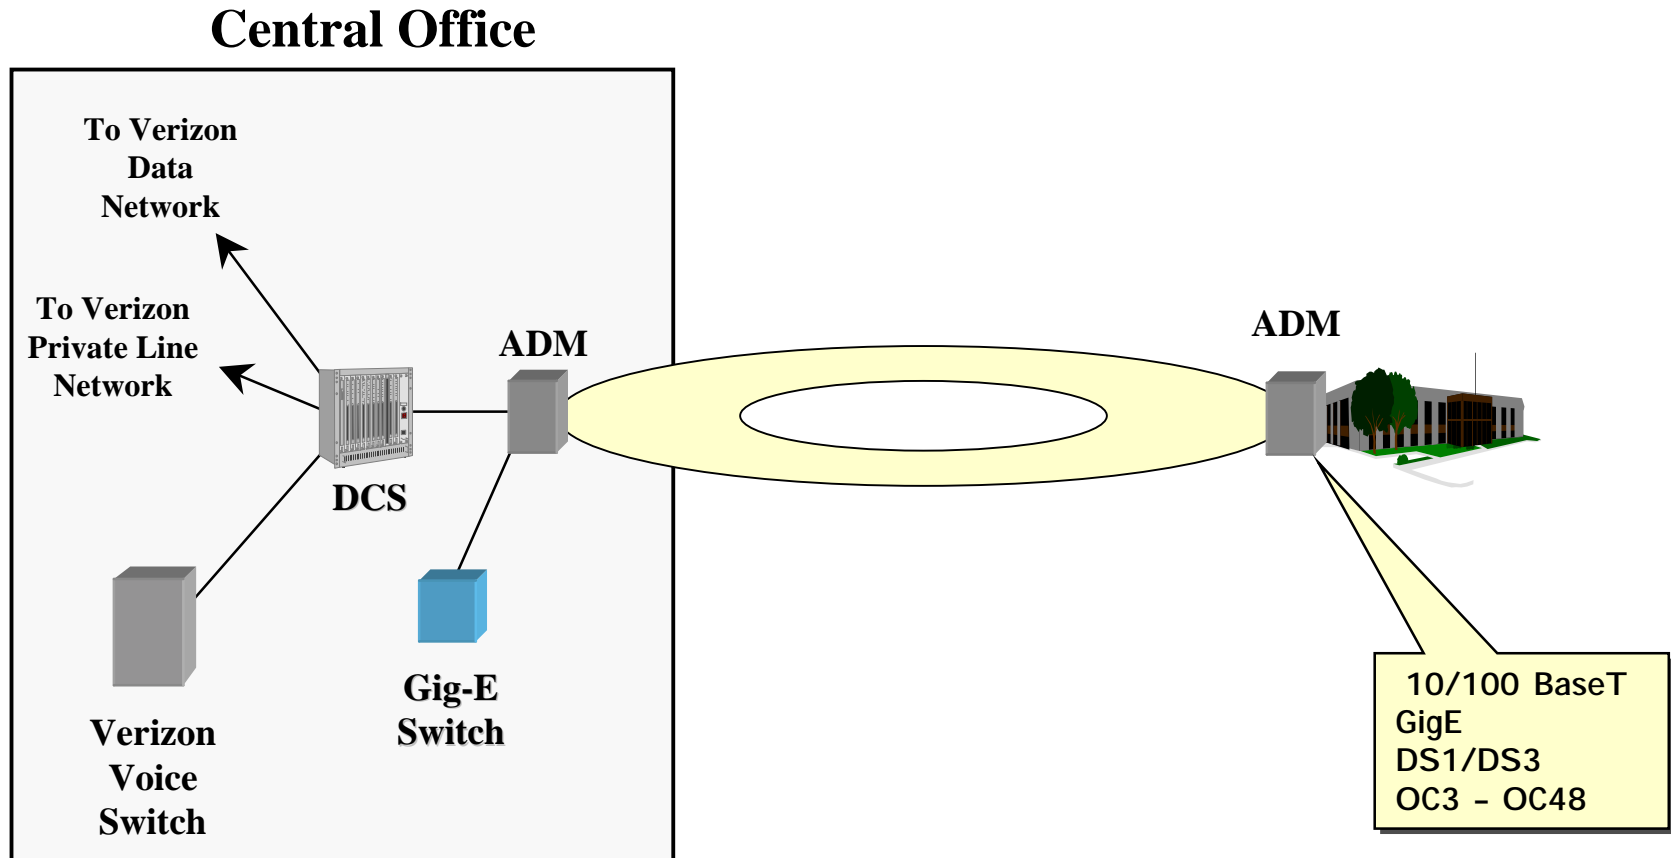 Central Office
To Verizon
Data
Network
To Verizon
Private Line
Network
ADM
ADM
DCS
Gig-E
Switch
Verizon
Voice
Switch
10/100 BaseT
GigE
DS1/DS3
OC3 – OC48